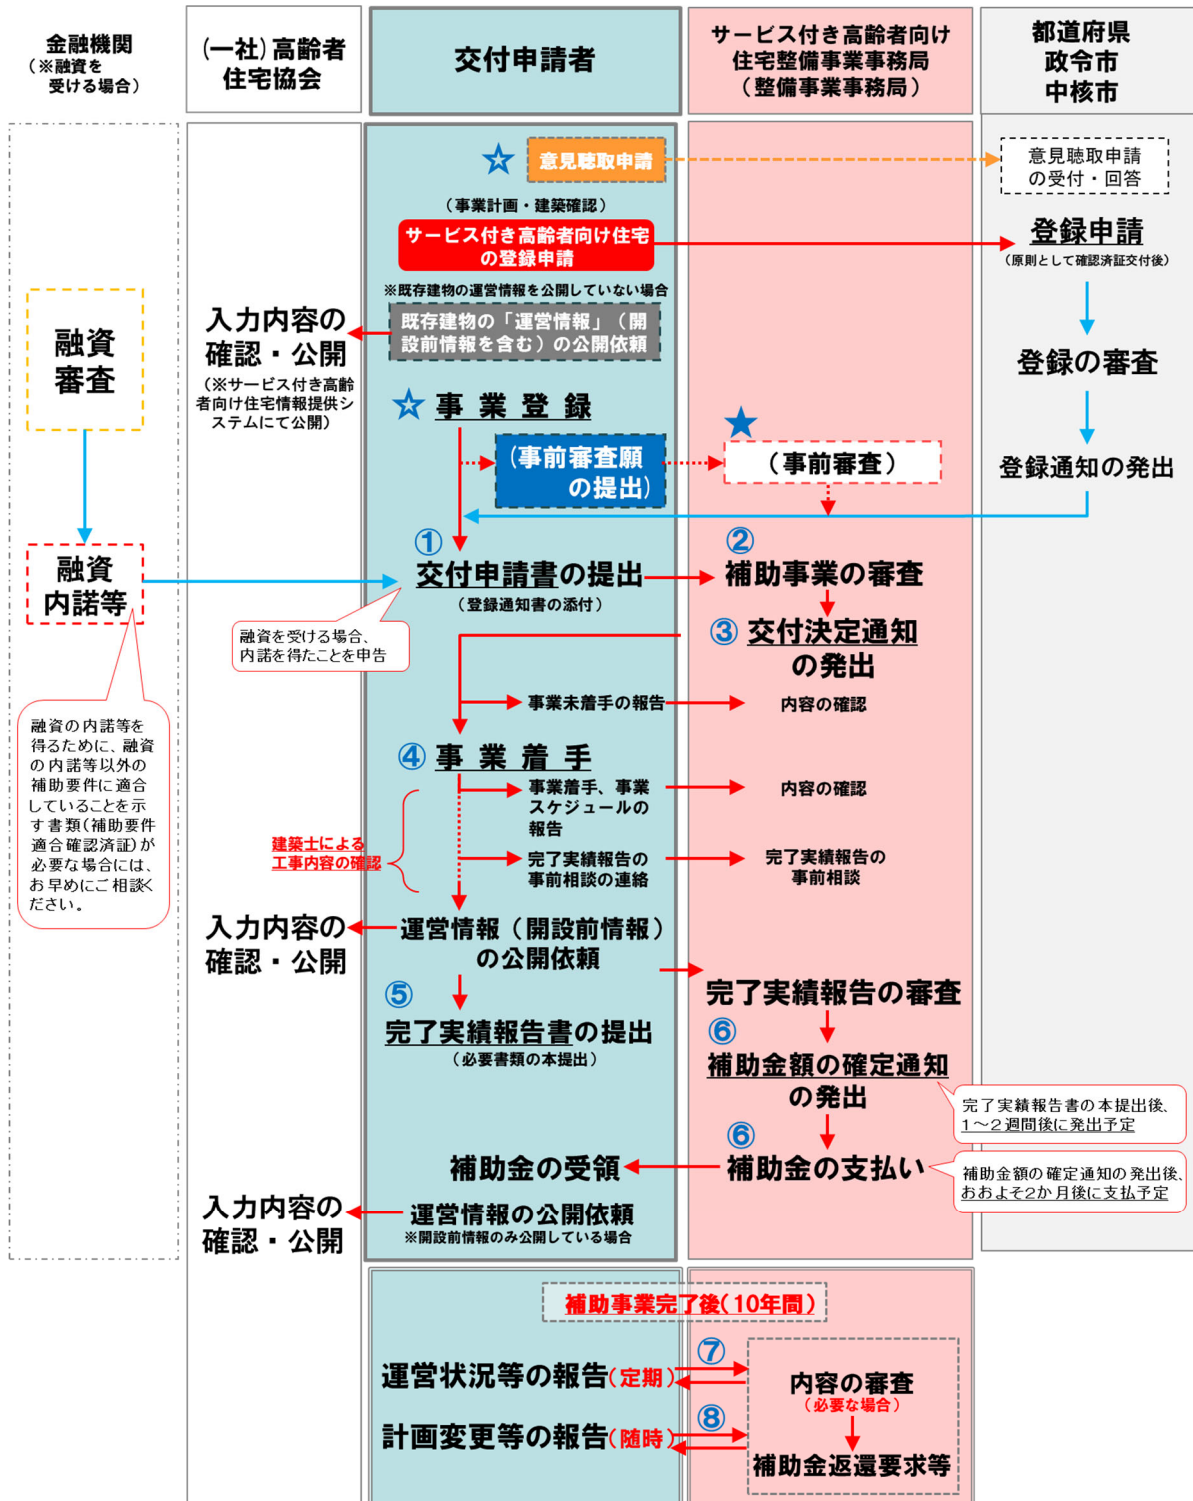 金融機関
(※融資を
受ける場合)
(一社)高齢者
住宅協会
交付申請者
サービス付き高齢者向け
住宅整備事業事務局
(整備事業事務局)
都道府県
政令市
中核市
☆
意見聴取申請
意見聴取申請
の受付・回答
(事業計画・建築確認)
サービス付き高齢者向け住宅
の登録申請
登録申請
(原則として確認済証交付後)
※既存建物の運営情報を公開していない場合
既存建物の「運営情報」(開
設前情報を含む)の公開依頼
入力内容の
確認・公開
(※サービス付き高齢
者向け住宅情報提供シ
ステムにて公開)
融資
審査
登録の審査
☆ 事業登録
★
(事前審査願
の提出)
(事前審査)
登録通知の発出
①
交付申請書の提出
(登録通知書の添付)
②
補助事業の審査
融資
内諾等
融資を受ける場合、
内諾を得たことを申告
③ 交付決定通知
の発出
事業未着手の報告
内容の確認
融資の内諾等を
得るために、融資
の内諾等以外の
補助要件に適合
していることを示
す書類(補助要件
適合確認済証)が
必要な場合には、
お早めにご相談く
ださい。
④ 事業着手
事業着手、事業
スケジュールの
報告
内容の確認
建築士による
工事内容の確認
完了実績報告の
事前相談の連絡
完了実績報告の
事前相談
入力内容の
確認・公開
運営情報(開設前情報)
の公開依頼
⑤
完了実績報告書の提出
(必要書類の本提出)
完了実績報告の審査
⑥
補助金額の確定通知
の発出
完了実績報告書の本提出後、
1~2週間後に発出予定
⑥
補助金の受領
補助金の支払い
補助金額の確定通知の発出後、
おおよそ2か月後に支払予定
入力内容の
確認・公開
運営情報の公開依頼
※開設前情報のみ公開している場合
補助事業完了後(10年間)
運営状況等の報告(定期)
⑦
内容の審査
(必要な場合)
計画変更等の報告(随時)
⑧
補助金返還要求等